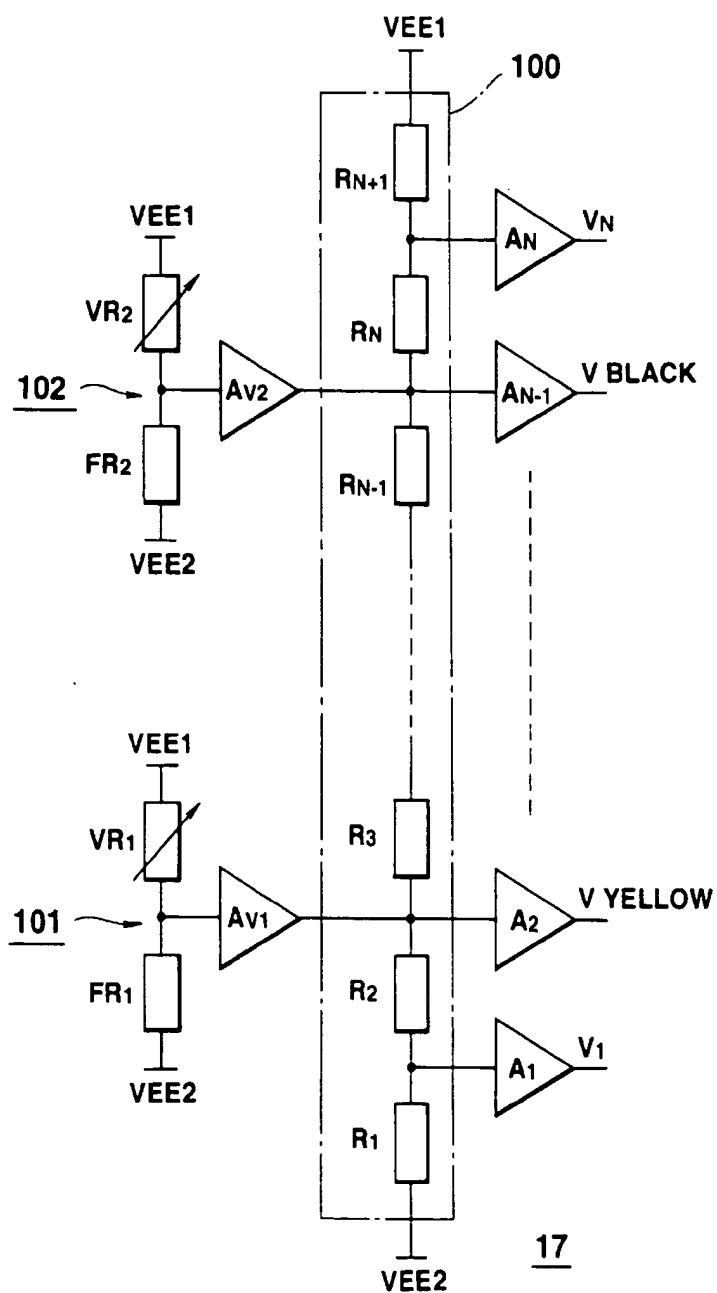 VEE1
100
RN+1
VEE1
AN
VN
VR2
RN
102
AV2
AN-1
V BLACK
FR2
RN-1
VEE2
VEE1
VR1
R3
V YELLOW
101
AV1
A2
FR1
R2
V1
VEE2
A1
R1
17
VEE2